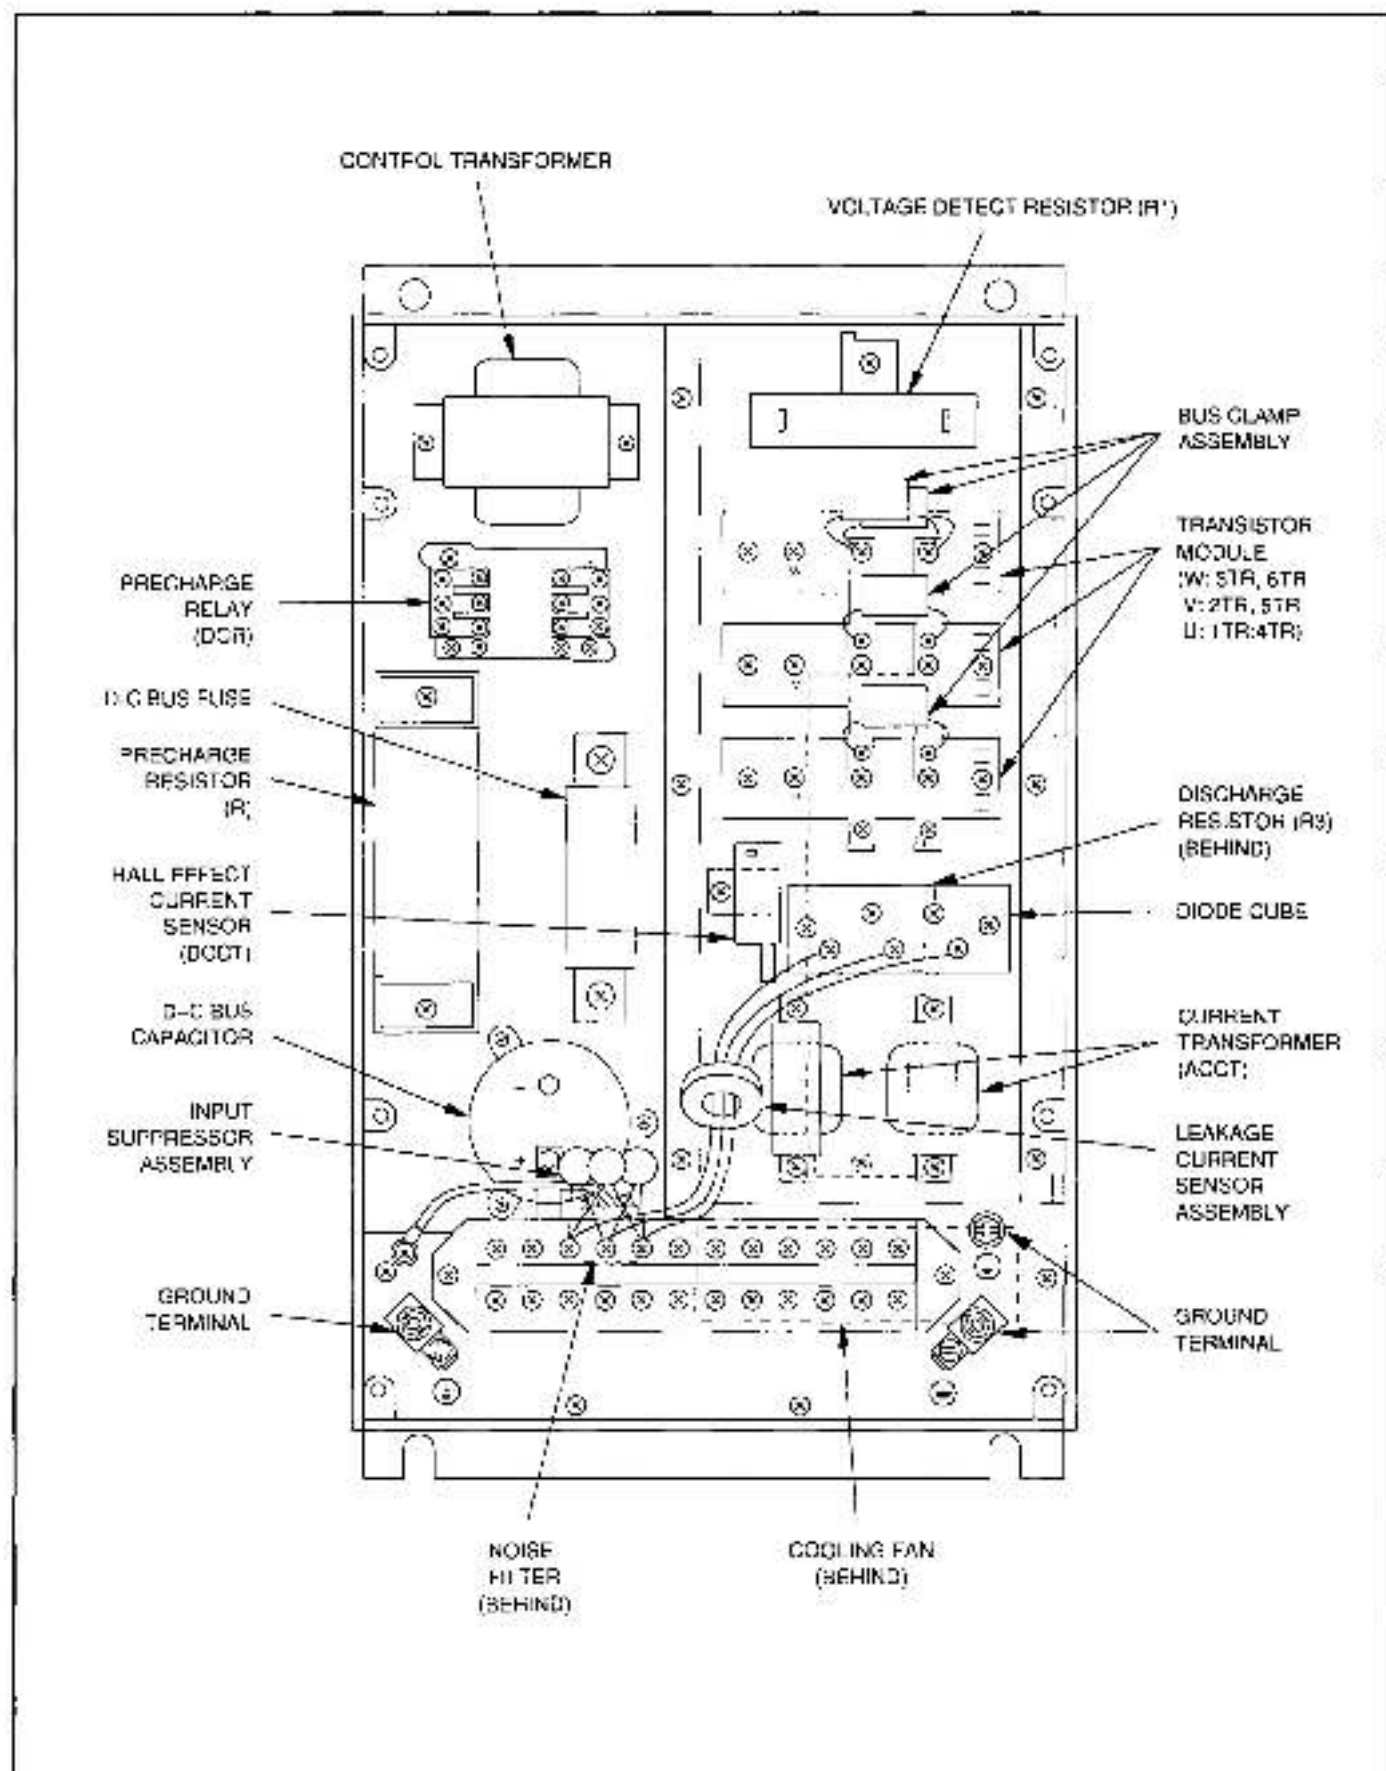 CONTROL TRANSFORMER
VOLTAGE DETECT RESISTOR (R1)
BUS CLAMP
ASSEMBLY
TRANSISTOR
MODULE
(W: 3TR, 6TR
V: 2TR, 5TR
U: 1TR, 4TR)
PRECHARGE
RELAY
(DCR)
D-C BUS FUSE
PRECHARGE
RESISTOR
(R)
DISCHARGE
RESISTOR (R3)
(BEHIND)
HALL EFFECT
CURRENT
SENSOR
(DCCT)
DIODE CUBE
D-C BUS
CAPACITOR
CURRENT
TRANSFORMER
(ACCT)
INPUT
SUPPRESSOR
ASSEMBLY
LEAKAGE
CURRENT
SENSOR
ASSEMBLY
GROUND
TERMINAL
GROUND
TERMINAL
NOISE
FILTER
(BEHIND)
COOLING FAN
(BEHIND)